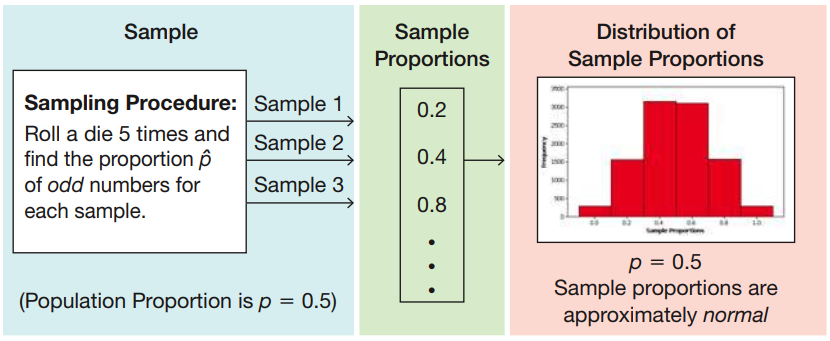 Sample
Sampling Procedure:
Roll a die 5 times and
find the proportion p̂
of odd numbers for
each sample.
Sample 1
Sample 2
Sample 3
(Population Proportion is p = 0.5)
Sample
Proportions
0.2
0.4
0.8
Distribution of
Sample Proportions
Frequency
3500
2500
2000
1500
1000
500
0
0.0 0.2 0.4 0.6 0.8 1.0
Sample Proportions
p = 0.5
Sample proportions are
approximately normal